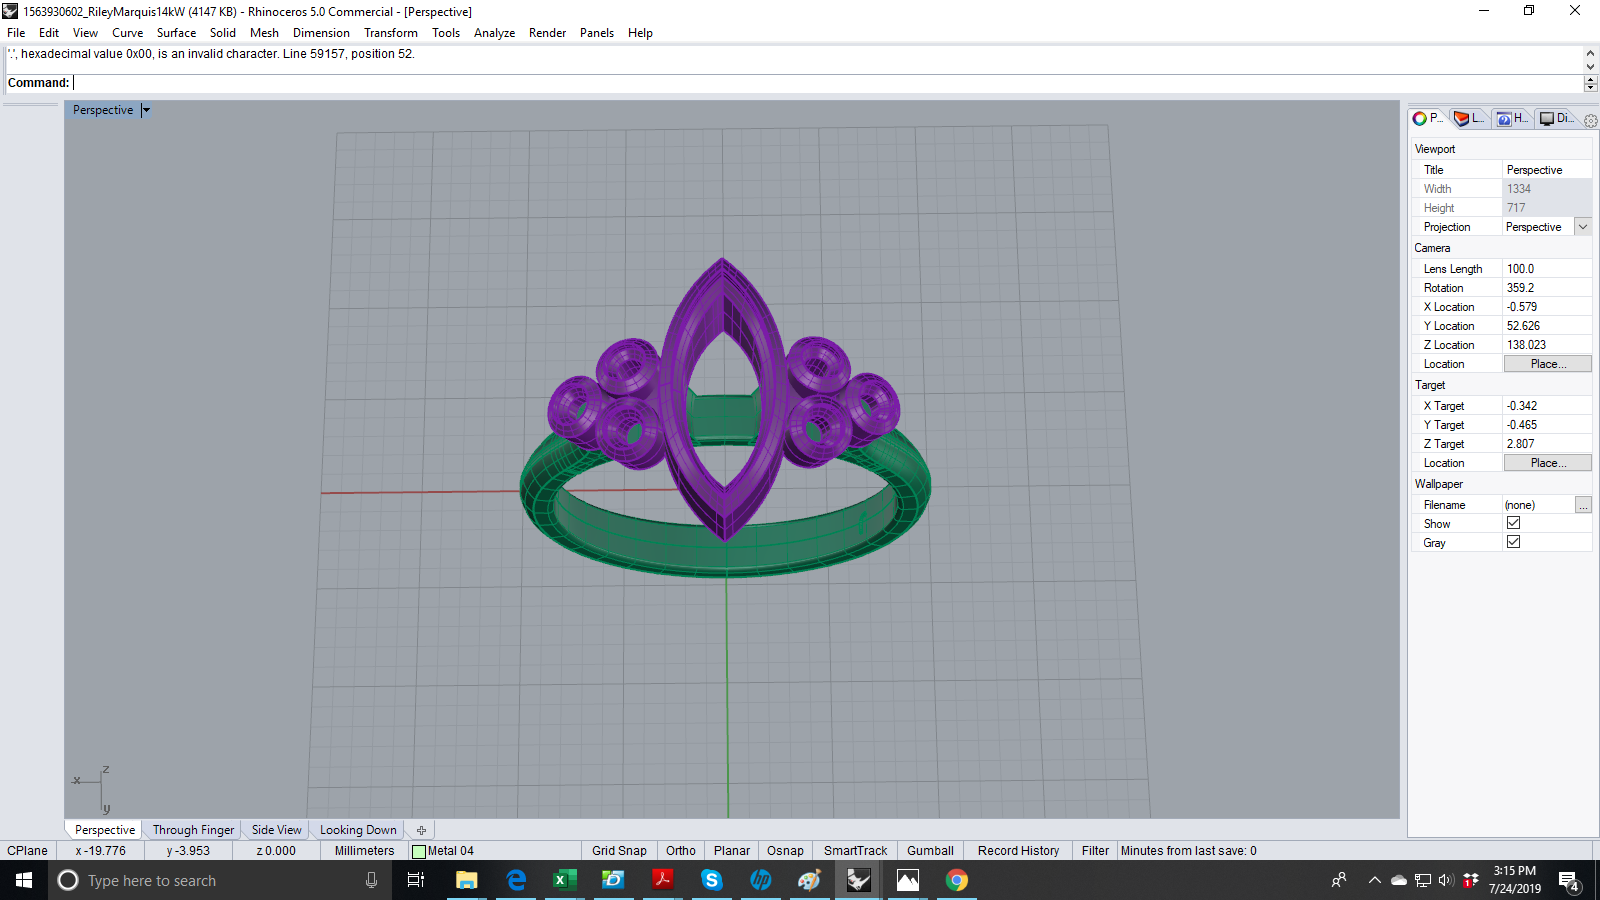 1563930602_RileyMarquis14kW (4147 KB) - Rhinoceros 5.0 Commercial - [Perspective]
File Edit View Curve Surface Solid Mesh Dimension Transform Tools Analyze Render Panels Help
'.', hexadecimal value 0x00, is an invalid character. Line 59157, position 52.
Command:
Perspective
P... L... H... Di...
Viewport
Title Perspective
Width 1334
Height 717
Projection Perspective
Camera
Lens Length 100.0
Rotation 359.2
X Location -0.579
Y Location 52.626
Z Location 138.023
Location Place...
Target
X Target -0.342
Y Target -0.465
Z Target 2.807
Location Place...
Wallpaper
Filename (none) ...
Show
Gray
z
x
y
Perspective Through Finger Side View Looking Down
CPlane x -19.776 y -3.953 z 0.000 Millimeters Metal 04 Grid Snap Ortho Planar Osnap SmartTrack Gumball Record History Filter Minutes from last save: 0
Type here to search
3:15 PM
7/24/2019
4